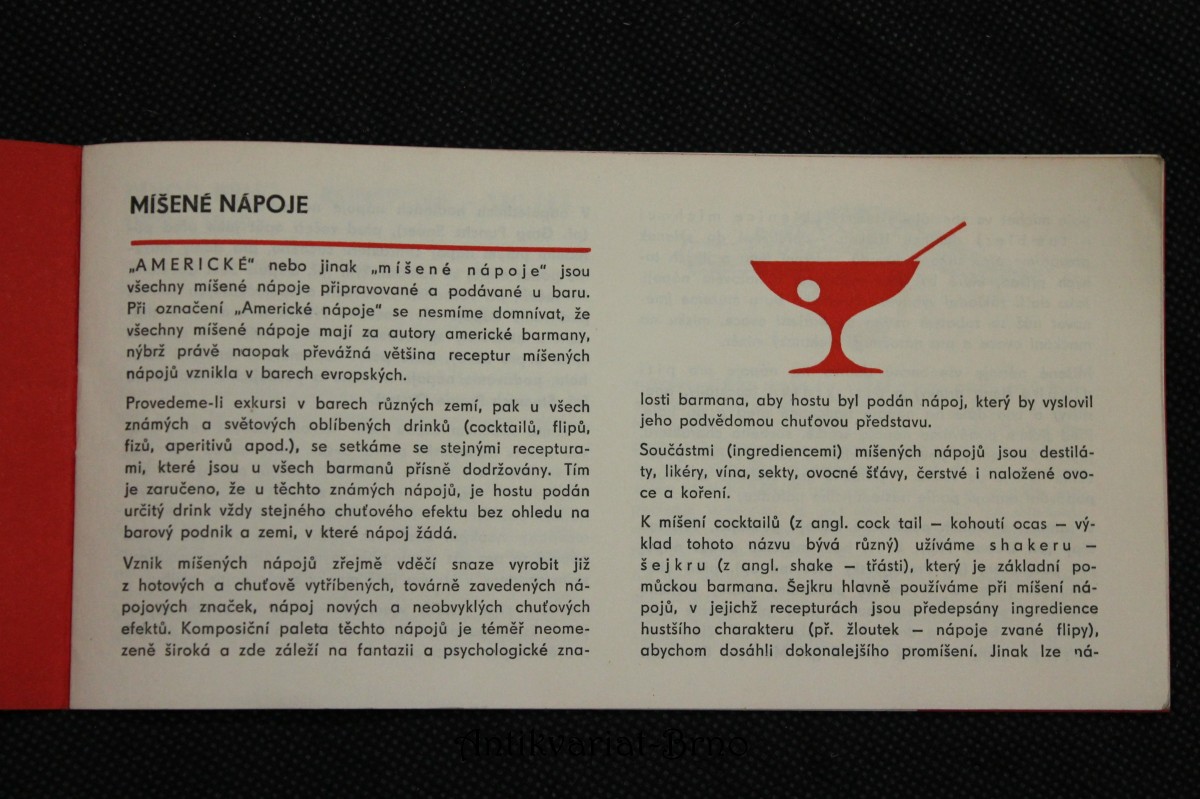 MÍŠENÉ NÁPOJE
„AMERICKÉ“ nebo jinak „míšené nápoje“ jsou
všechny míšené nápoje připravované a podávané u baru.
Při označení „Americké nápoje“ se nesmíme domnívat, že
všechny míšené nápoje mají za autory americké barmany,
nýbrž právě naopak převážná většina receptur míšených
nápojů vznikla v barech evropských.
Provedeme-li exkursi v barech různých zemí, pak u všech
známých a světových oblíbených drinků (cocktailů, flipů,
fizů, aperitivů apod.), se setkáme se stejnými receptura-
mi, které jsou u všech barmanů přísně dodržovány. Tím
je zaručeno, že u těchto známých nápojů, je hostu podán
určitý drink vždy stejného chuťového efektu bez ohledu na
barový podnik a zemi, v které nápoj žádá.
Vznik míšených nápojů zřejmě vděčí snaze vyrobit již
z hotových a chuťově vytříbených, továrně zavedených ná-
pojových značek, nápoj nových a neobvyklých chuťových
efektů. Komposiční paleta těchto nápojů je téměř neome-
zeně široká a zde záleží na fantazii a psychologické zna-
losti barmana, aby hostu byl podán nápoj, který by vyslovil
jeho podvědomou chuťovou představu.
Součástmi (ingrediencemi) míšených nápojů jsou destilá-
ty, likéry, vína, sekty, ovocné šťávy, čerstvé i naložené ovo-
ce a koření.
K míšení cocktailů (z angl. cock tail – kohoutí ocas – vý-
klad tohoto názvu bývá různý) užíváme shakeru –
šejkru (z angl. shake – třásti), který je základní po-
můckou barmana. Šejkru hlavně používáme při míšení ná-
pojů, v jejichž recepturách jsou předepsány ingredience
hustšího charakteru (př. žloutek – nápoje zvané flipy),
abychom dosáhli dokonalejšího promíšení. Jinak lze ná-
Antikvariat-Brno